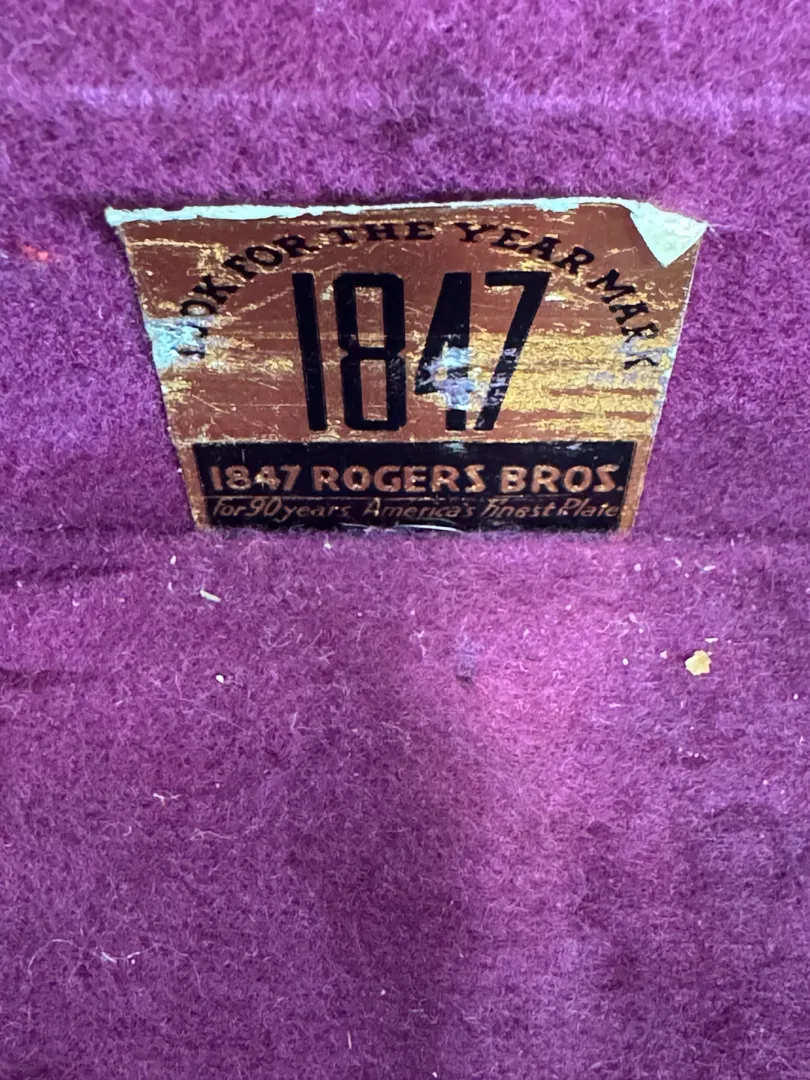 LOOK FOR THE YEAR MARK
1847
1847 ROGERS BROS.
for 90 years America's Finest Plate